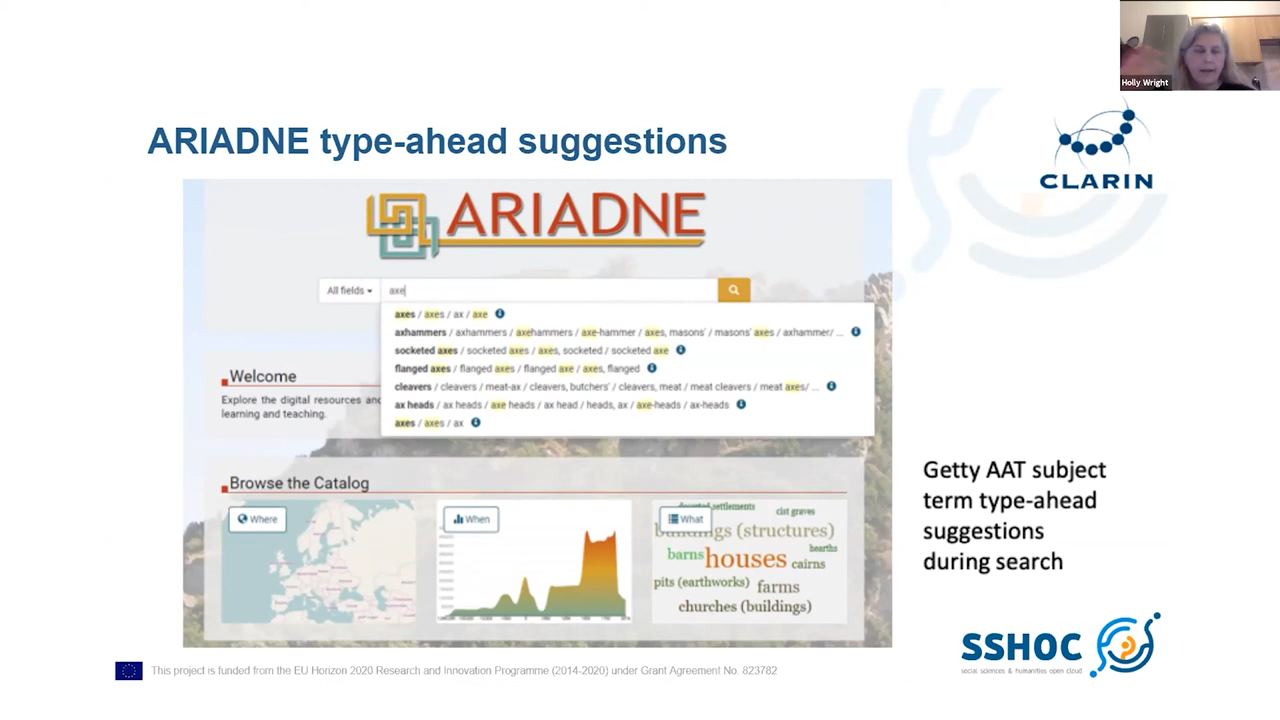 Holly Wright
ARIADNE type-ahead suggestions
CLARIN
ARIADNE
All fields
axe
axes / axes / ax / axe
axhammers / axhammers / axehammers / axe-hammer / axes, masons' / masons' axes / axhammer/ ...
socketed axes / socketed axes / axes, socketed / socketed axe
flanged axes / flanged axes / flanged axe / axes, flanged
cleavers / cleavers / meat-ax / cleavers, butchers' / cleavers, meat / meat cleavers / meat axes/ ...
ax heads / ax heads / axe heads / ax head / heads, ax / axe-heads / ax-heads
axes / axes / ax
Welcome
Explore the digital resources and
learning and teaching.
Browse the Catalog
Where
When
What
deserted settlements
cist graves
buildings (structures)
hearths
barns
houses
cairns
pits (earthworks)
farms
churches (buildings)
Getty AAT subject
term type-ahead
suggestions
during search
SSHOC
social sciences & humanities open cloud
This project is funded from the EU Horizon 2020 Research and Innovation Programme (2014-2020) under Grant Agreement No. 823782